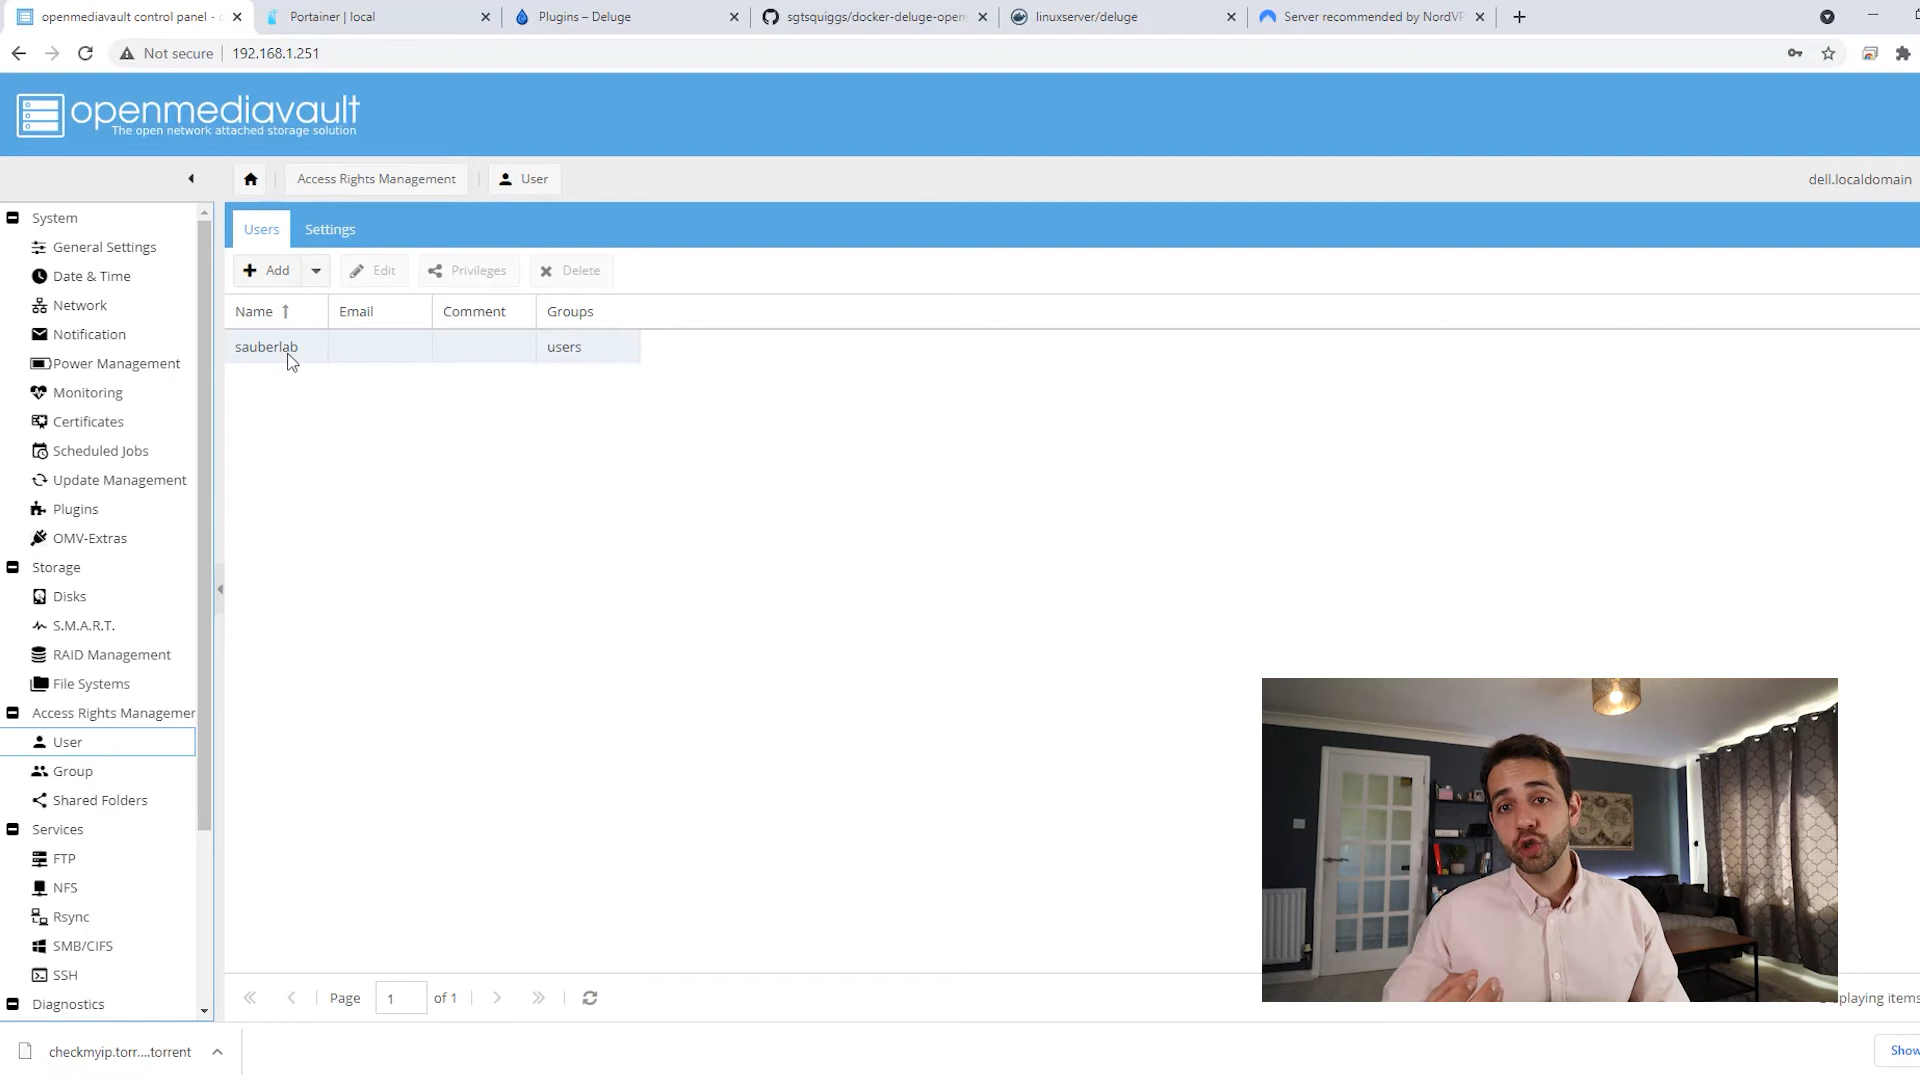 openmediavault control panel - 
Portainer | local
Plugins – Deluge
sgtsquiggs/docker-deluge-open
linuxserver/deluge
Server recommended by NordVP
Not secure
192.168.1.251
openmediavault
The open network attached storage solution
Access Rights Management
User
dell.localdomain
System
General Settings
Date & Time
Network
Notification
Power Management
Monitoring
Certificates
Scheduled Jobs
Update Management
Plugins
OMV-Extras
Storage
Disks
S.M.A.R.T.
RAID Management
File Systems
Access Rights Managemen
User
Group
Shared Folders
Services
FTP
NFS
Rsync
SMB/CIFS
SSH
Diagnostics
Users
Settings
Add
Edit
Privileges
Delete
Name
Email
Comment
Groups
sauberlab
users
Page
1
of 1
playing items
checkmyip.torr....torrent
Show